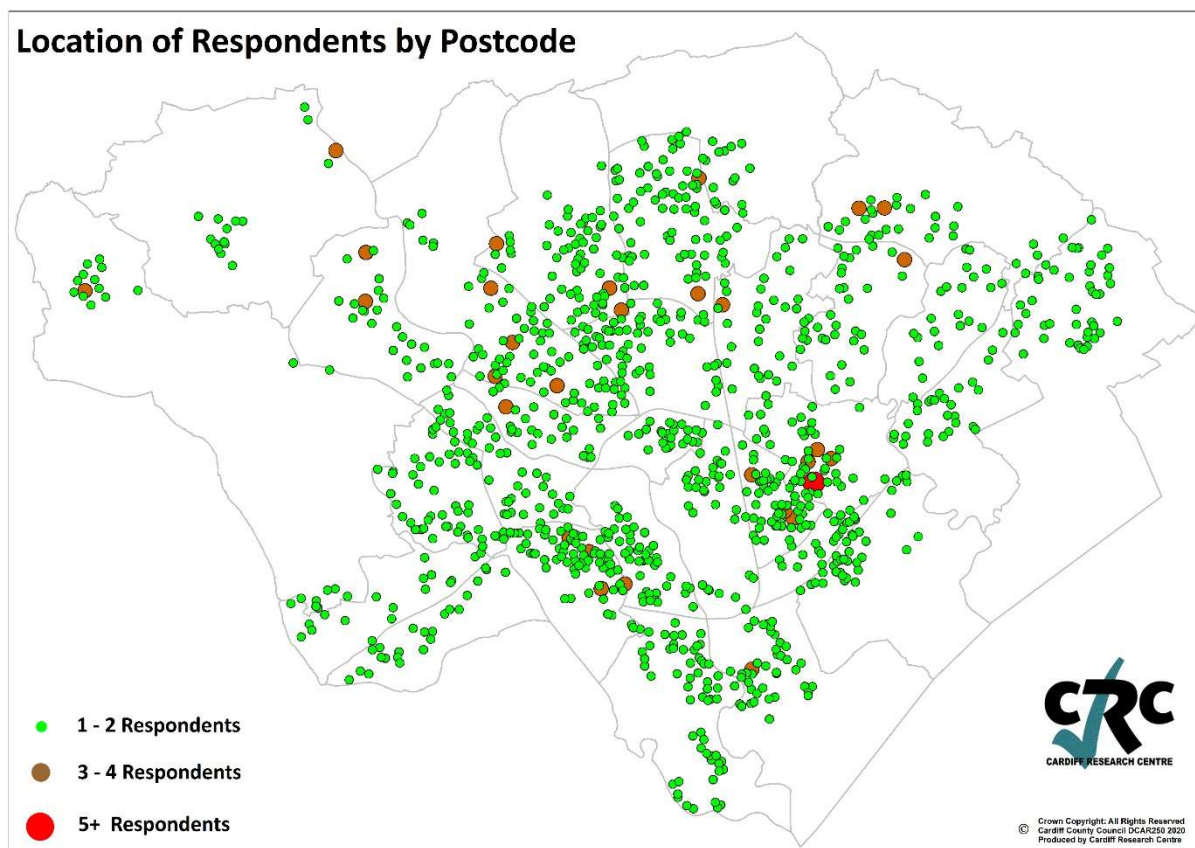 Location of Respondents by Postcode
1 - 2 Respondents
3 - 4 Respondents
5+ Respondents
CRC
CARDIFF RESEARCH CENTRE
© Crown Copyright: All Rights Reserved
Cardiff County Council DCAR250 2020
Produced by Cardiff Research Centre